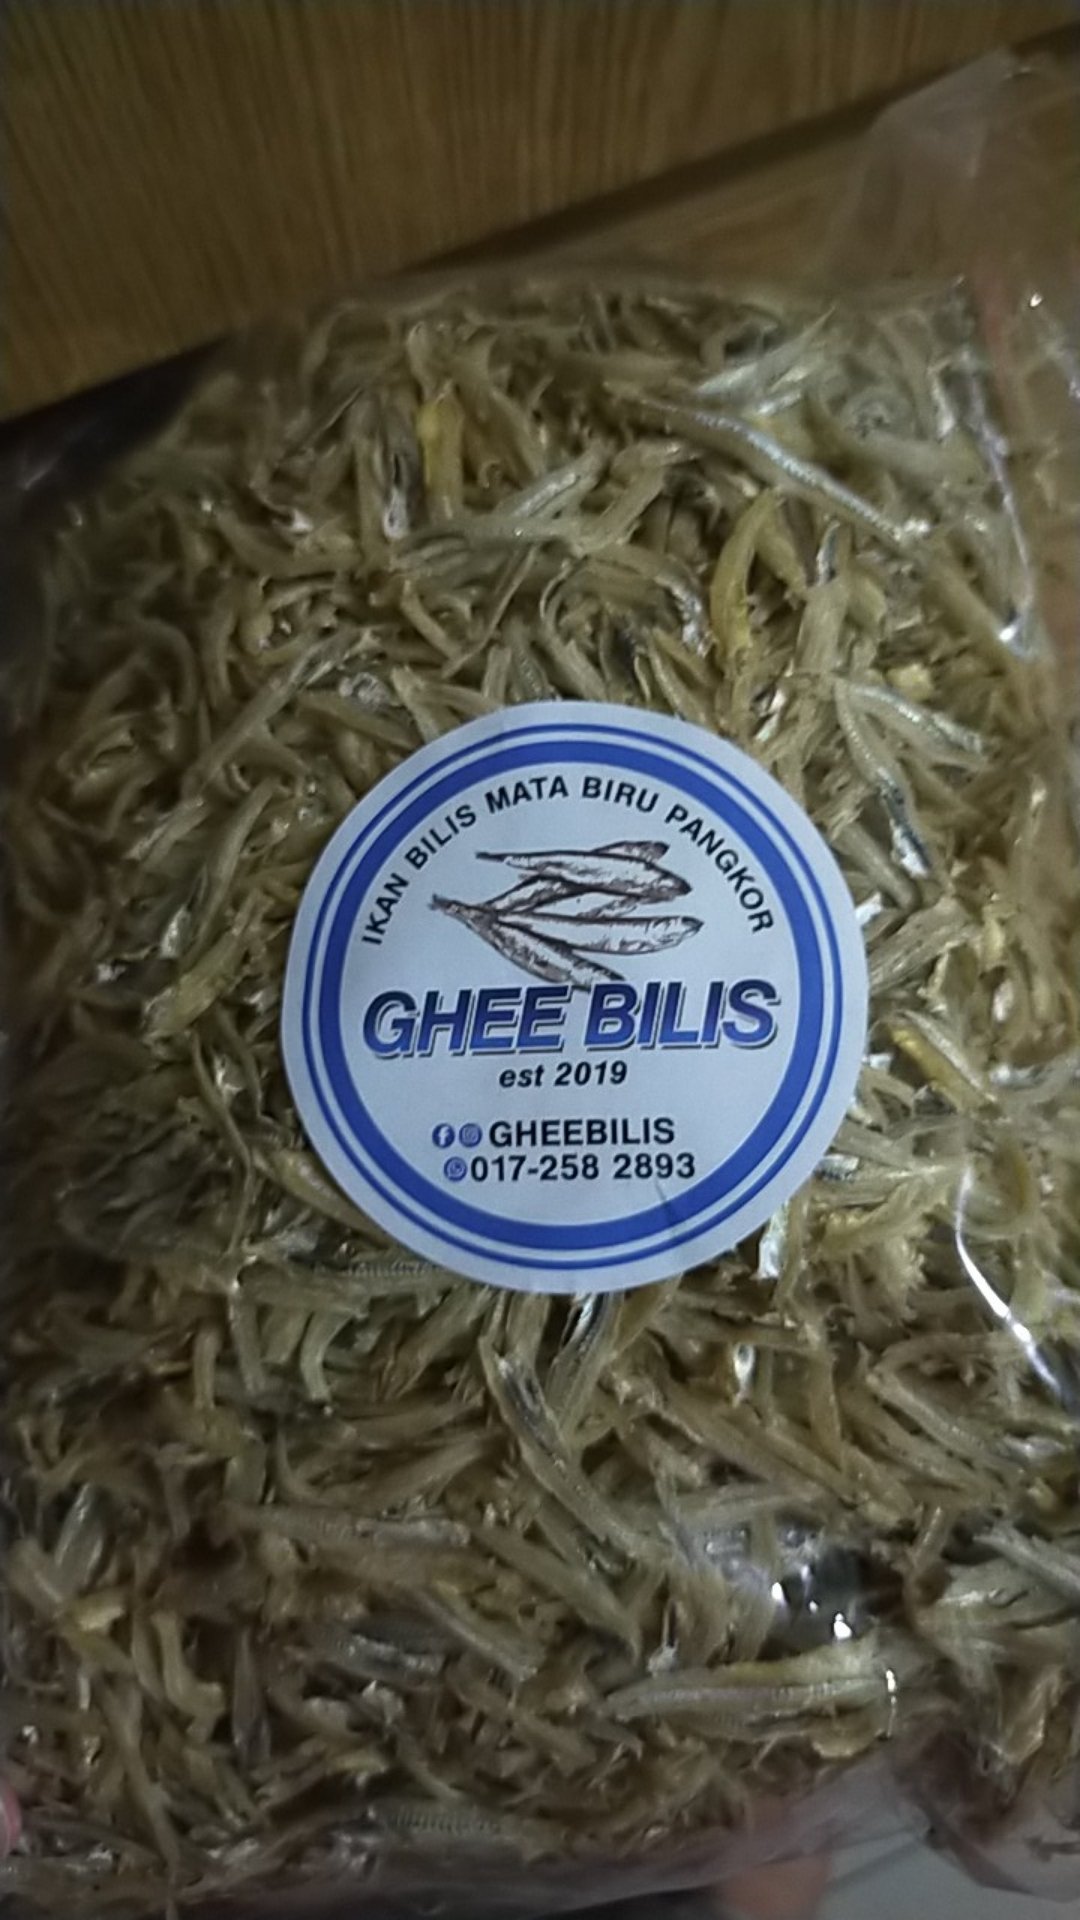 IKAN BILIS MATA BIRU PANGKOR
GHEE BILIS
est 2019
GHEEBILIS
017-258 2893